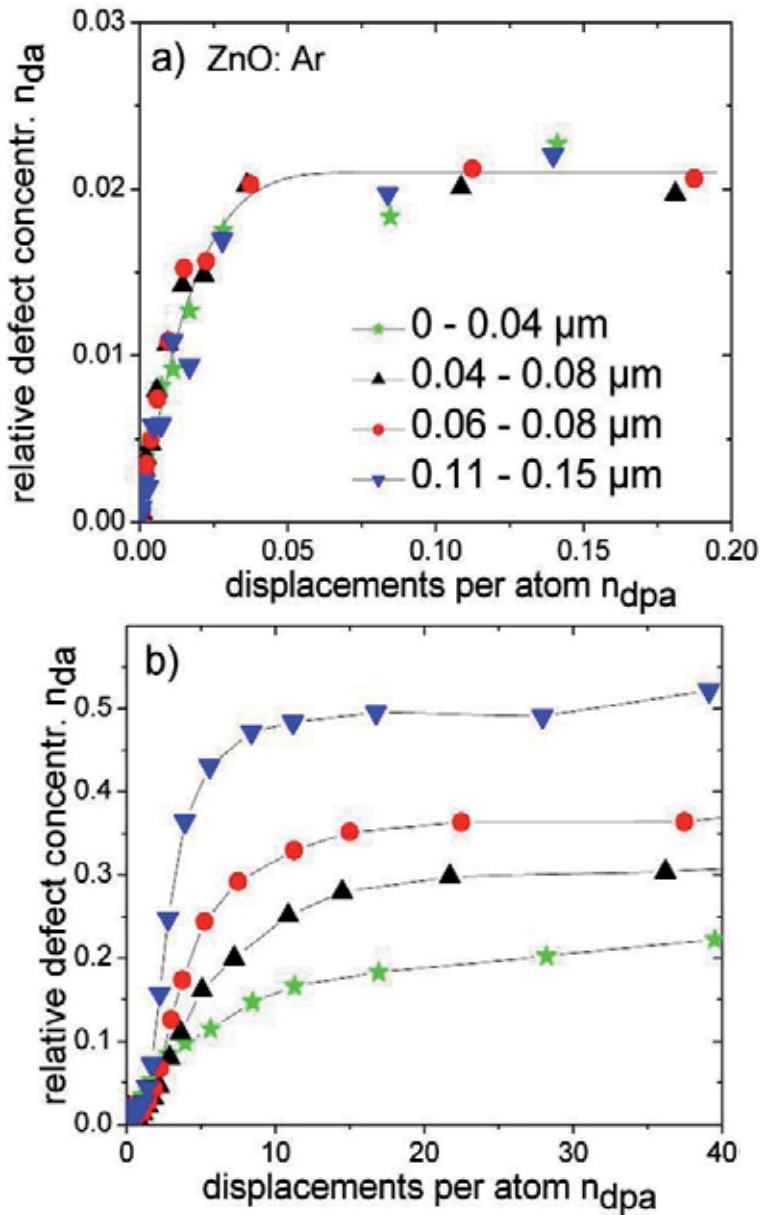 a) ZnO: Ar
relative defect concentr. nda
0.03
0.02
0.01
0.00
0 - 0.04 µm
0.04 - 0.08 µm
0.06 - 0.08 µm
0.11 - 0.15 µm
0.00 0.05 0.10 0.15 0.20
displacements per atom ndpa
b)
relative defect concentr. nda
0.5
0.4
0.3
0.2
0.1
0.0
0 10 20 30 40
displacements per atom ndpa